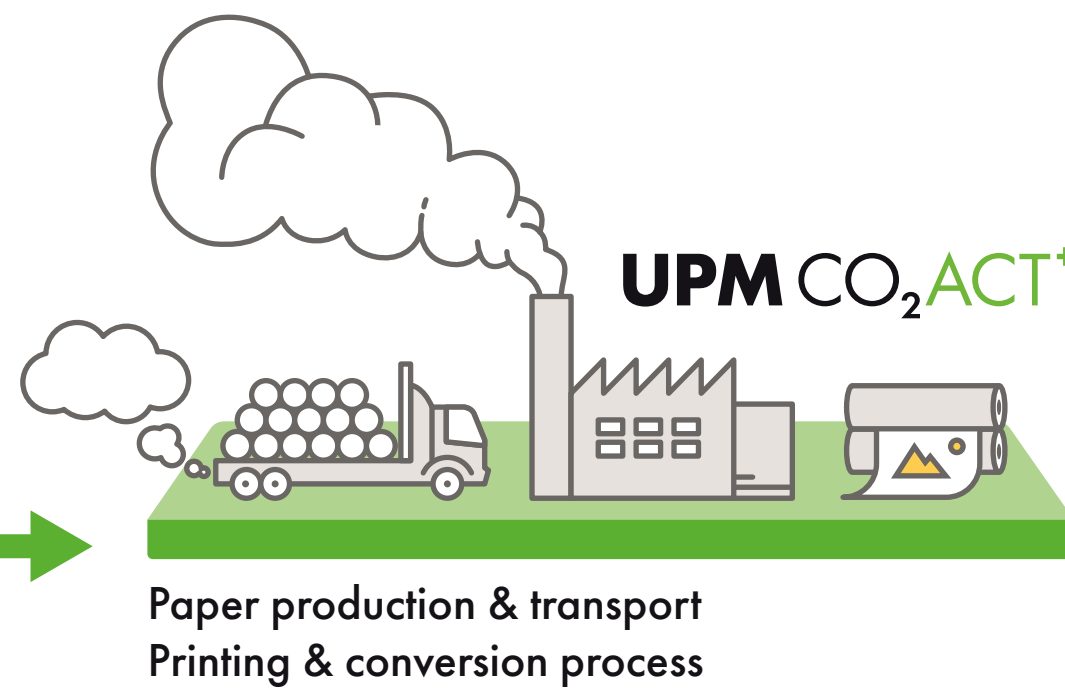 UPM CO₂ACT+
Paper production & transport
Printing & conversion process